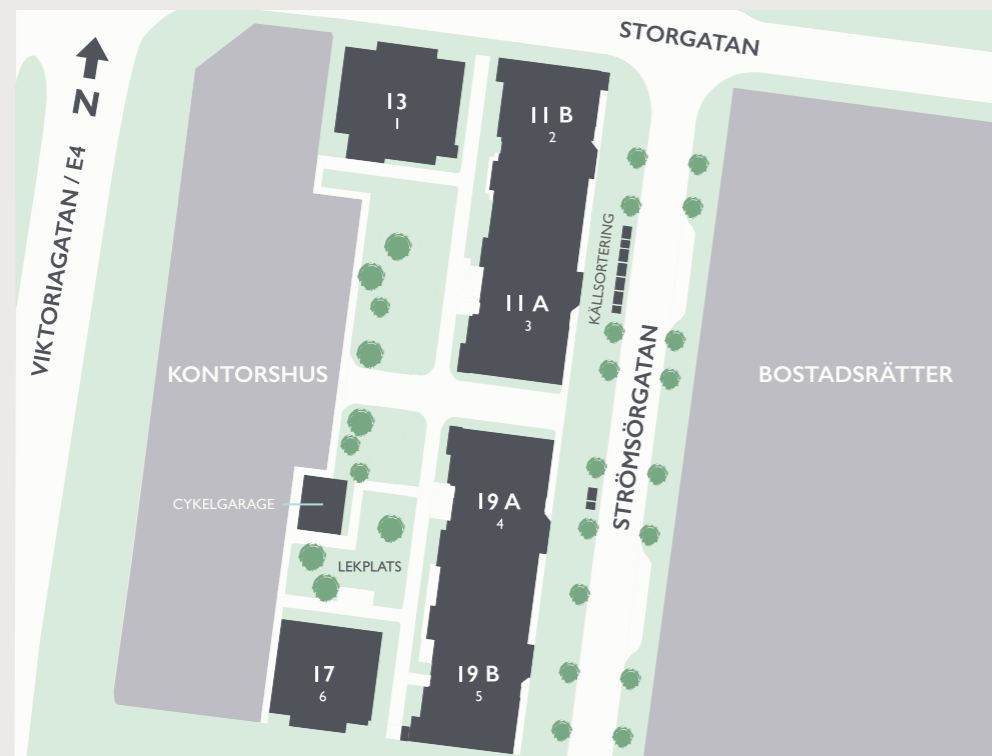 STORGATAN
N
VIKTORIAGATAN / E4
13
1
11 B
2
KÄLLSORTERING
11 A
3
STRÖMSÖRGATAN
KONTORSHUS
BOSTADSRÄTTER
CYKELGARAGE
19 A
4
LEKPLATS
17
6
19 B
5